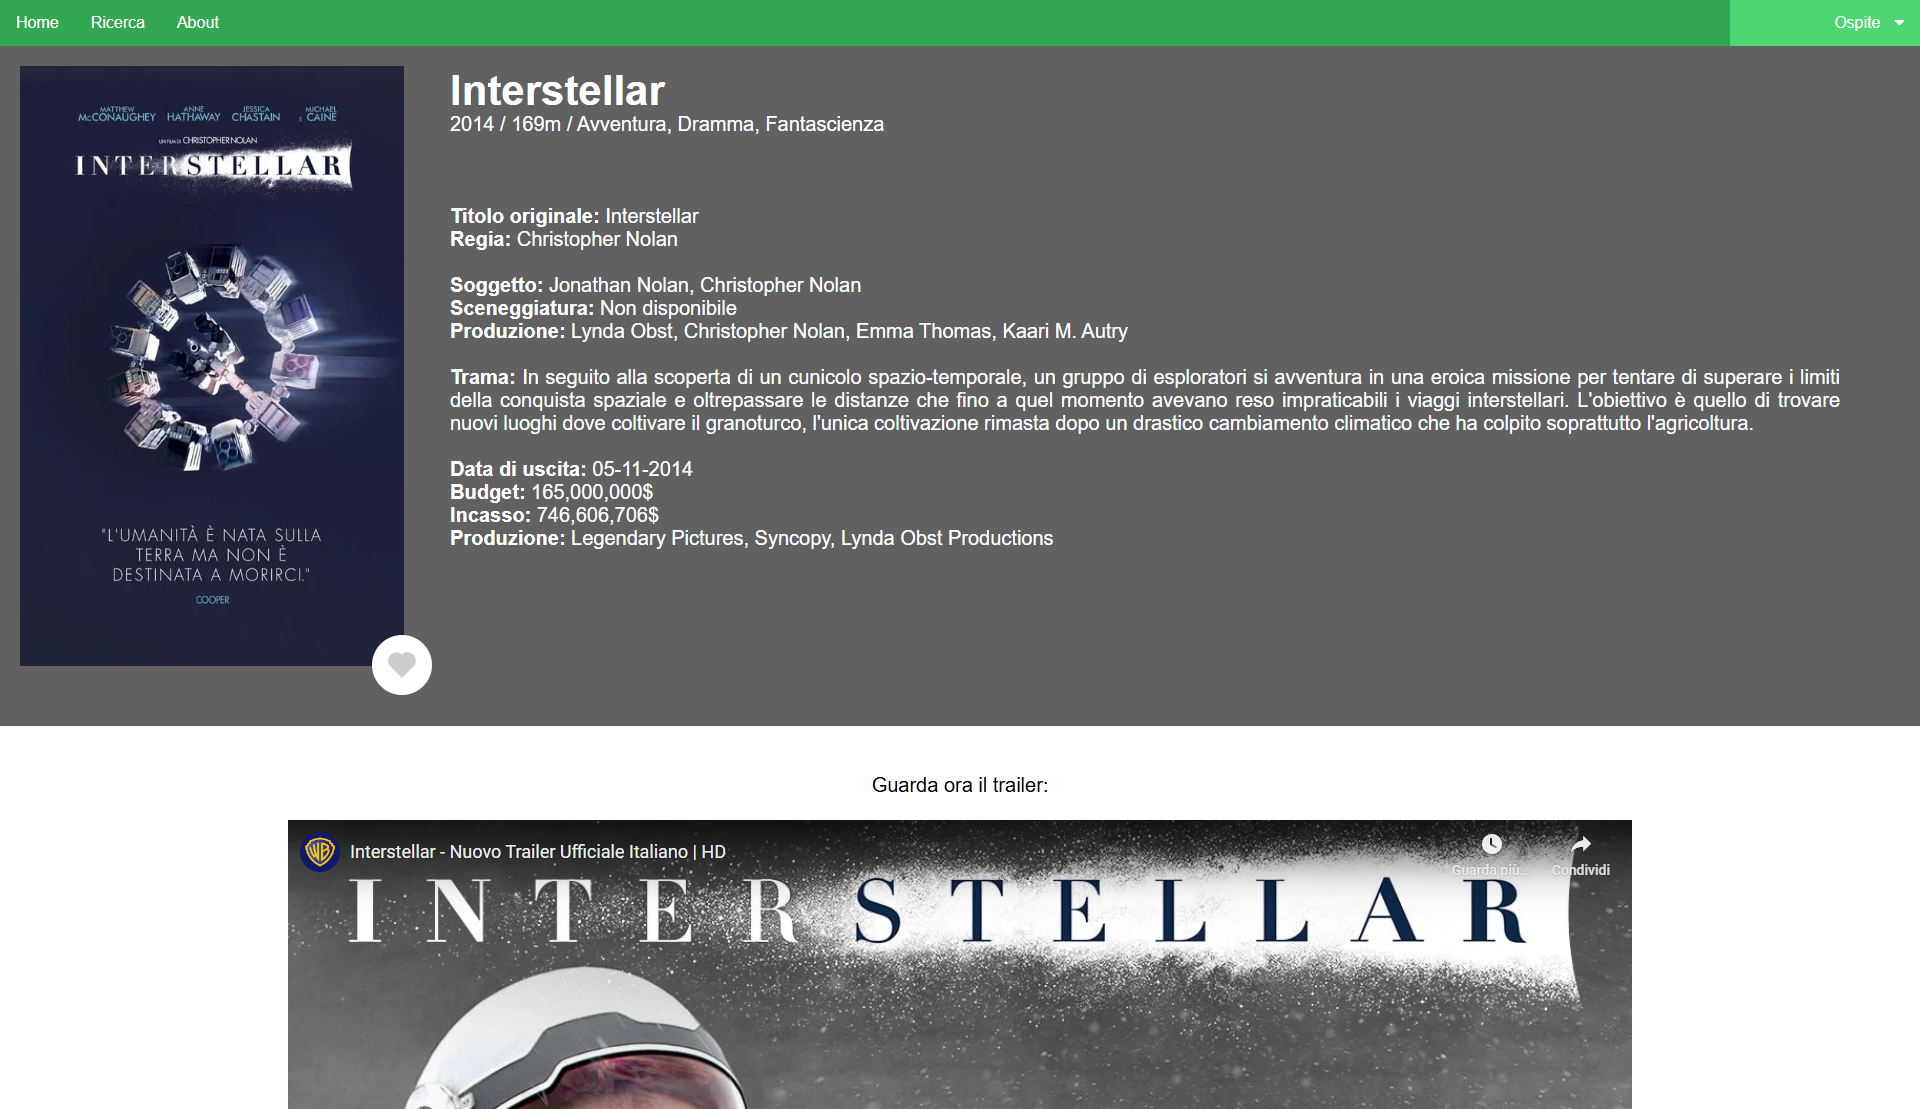 Home Ricerca About Ospite
MATTHEW McCONAUGHEY ANNE HATHAWAY JESSICA CHASTAIN E MICHAEL CAINE
UN FILM DI CHRISTOPHER NOLAN
INTERSTELLAR
"L'UMANITÀ È NATA SULLA
TERRA MA NON È
DESTINATA A MORIRCI."
COOPER
Interstellar
2014 / 169m / Avventura, Dramma, Fantascienza
Titolo originale: Interstellar
Regia: Christopher Nolan
Soggetto: Jonathan Nolan, Christopher Nolan
Sceneggiatura: Non disponibile
Produzione: Lynda Obst, Christopher Nolan, Emma Thomas, Kaari M. Autry
Trama: In seguito alla scoperta di un cunicolo spazio-temporale, un gruppo di esploratori si avventura in una eroica missione per tentare di superare i limiti
della conquista spaziale e oltrepassare le distanze che fino a quel momento avevano reso impraticabili i viaggi interstellari. L'obiettivo è quello di trovare
nuovi luoghi dove coltivare il granoturco, l'unica coltivazione rimasta dopo un drastico cambiamento climatico che ha colpito soprattutto l'agricoltura.
Data di uscita: 05-11-2014
Budget: 165,000,000$
Incasso: 746,606,706$
Produzione: Legendary Pictures, Syncopy, Lynda Obst Productions
Guarda ora il trailer:
WB Interstellar - Nuovo Trailer Ufficiale Italiano | HD
Guarda più... Condividi
INTERSTELLAR